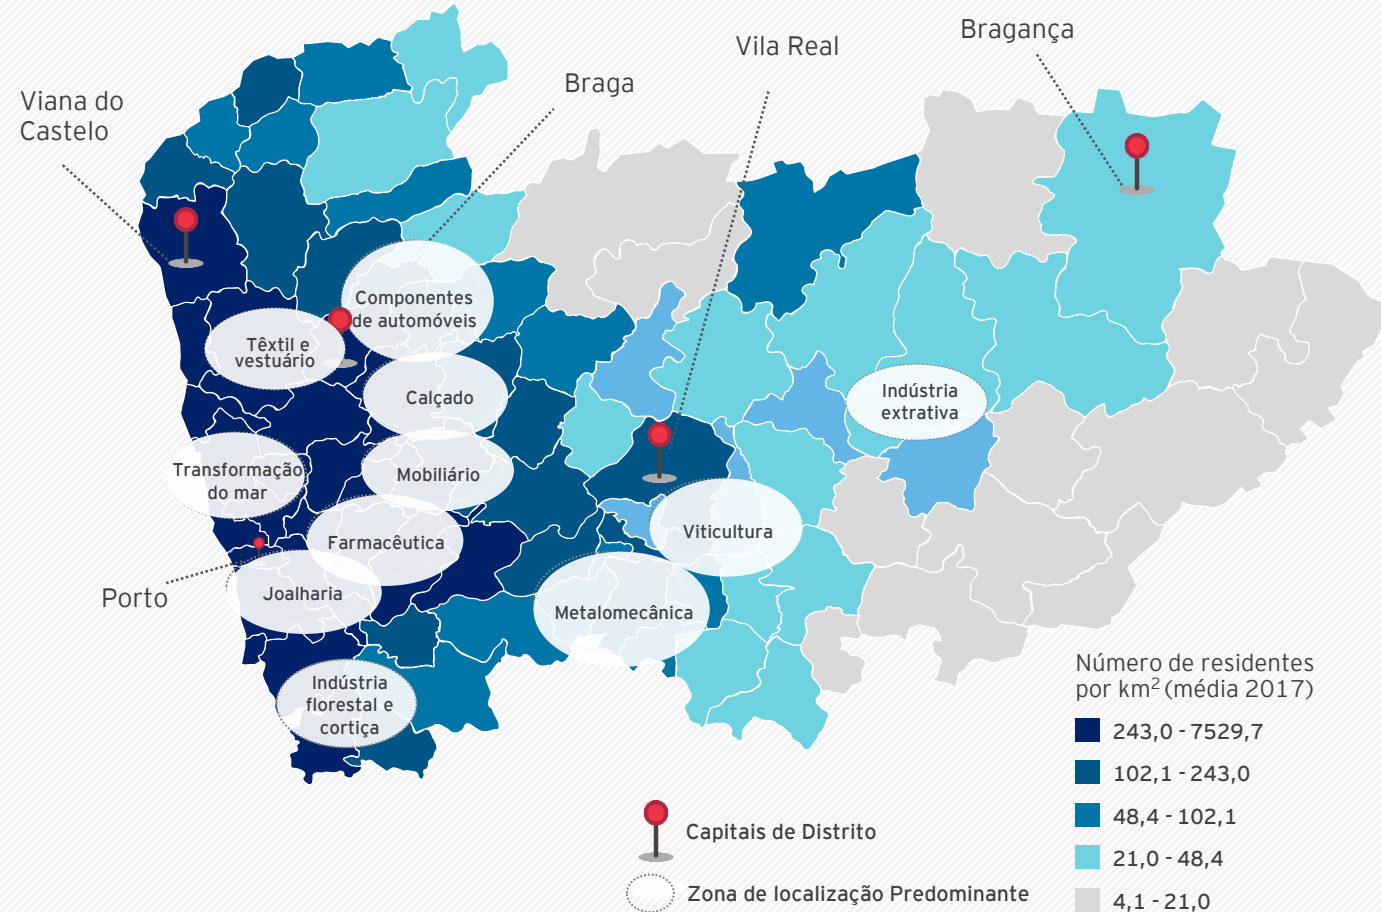 Bragança
Vila Real
Braga
Viana do
Castelo
Componentes
de automóveis
Têxtil e
vestuário
Calçado
Indústria
extrativa
Transformação
do mar
Mobiliário
Farmacêutica
Viticultura
Porto
Joalharia
Metalomecânica
Indústria
florestal e
cortiça
Número de residentes
por km² (média 2017)
243,0 - 7529,7
102,1 - 243,0
48,4 - 102,1
21,0 - 48,4
4,1 - 21,0
Capitais de Distrito
Zona de localização Predominante